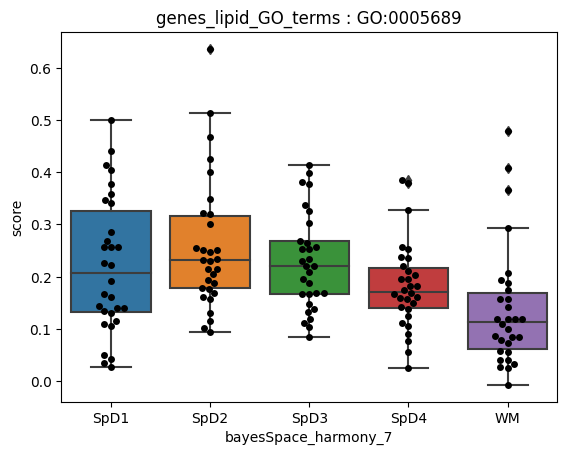 genes_lipid_GO_terms : GO:0005689
score
0.6
0.5
0.4
0.3
0.2
0.1
0.0
SpD1 SpD2 SpD3 SpD4 WM
bayesSpace_harmony_7